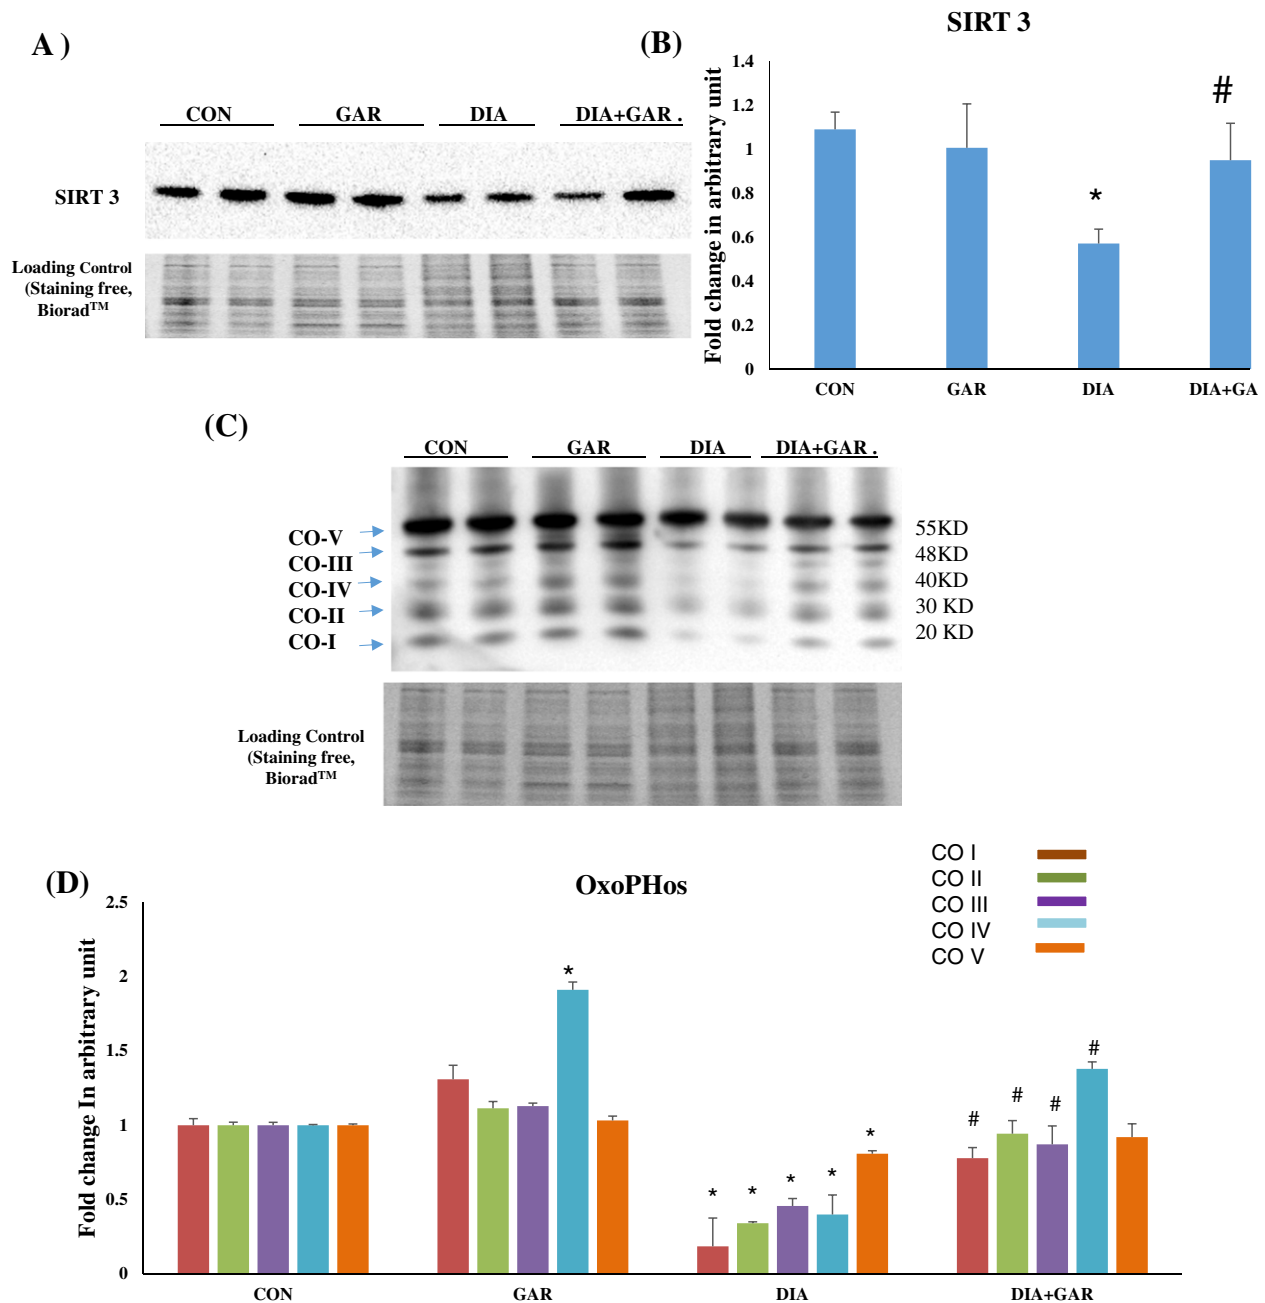 A )
CON GAR DIA DIA+GAR .
SIRT 3
Loading Control
(Staining free,
Biorad™
(B)
SIRT 3
Fold change in arbitrary unit
1.4
1.2
1
0.8
0.6
0.4
0.2
0
*
#
CON GAR DIA DIA+GA
(C)
CON GAR DIA DIA+GAR .
CO-V
CO-III
CO-IV
CO-II
CO-I
55KD
48KD
40KD
30 KD
20 KD
Loading Control
(Staining free,
Biorad™
(D)
OxoPHos
CO I
CO II
CO III
CO IV
CO V
Fold change In arbitrary unit
2.5
2
1.5
1
0.5
0
*
* * * * *
# # # #
CON GAR DIA DIA+GAR